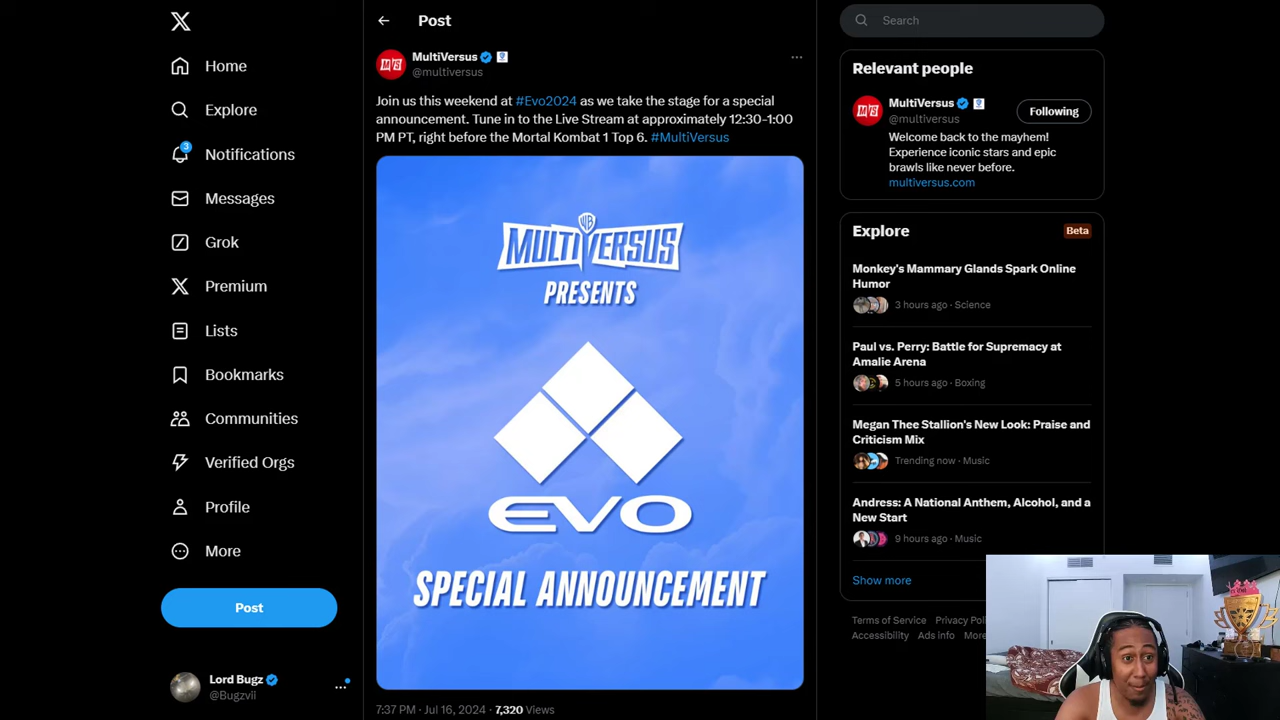 Home
Explore
Notifications
3
Messages
Grok
Premium
Lists
Bookmarks
Communities
Verified Orgs
Profile
More
Post
Lord Bugz
@Bugzvii
Post
MultiVersus
@multiversus
Join us this weekend at #Evo2024 as we take the stage for a special
announcement. Tune in to the Live Stream at approximately 12:30-1:00
PM PT, right before the Mortal Kombat 1 Top 6. #MultiVersus
WB
MULTIVERSUS
PRESENTS
EVO
SPECIAL ANNOUNCEMENT
7:37 PM · Jul 16, 2024 · 7,320 Views
Search
Relevant people
MultiVersus
@multiversus
Following
Welcome back to the mayhem!
Experience iconic stars and epic
brawls like never before.
multiversus.com
Explore
Beta
Monkey's Mammary Glands Spark Online
Humor
3 hours ago · Science
Paul vs. Perry: Battle for Supremacy at
Amalie Arena
5 hours ago · Boxing
Megan Thee Stallion's New Look: Praise and
Criticism Mix
Trending now · Music
Andress: A National Anthem, Alcohol, and a
New Start
9 hours ago · Music
Show more
Terms of Service Privacy Poli
Accessibility Ads info More